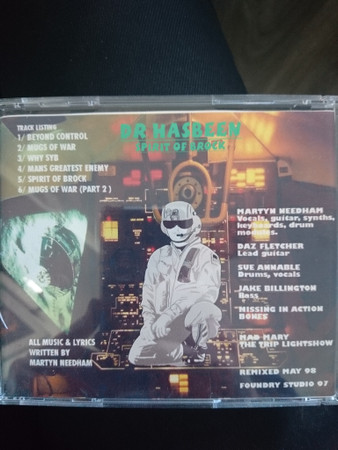 TRACK LISTING
1/ BEYOND CONTROL
2/ MUGS OF WAR
3/ WHY SYB
4/ MANS GREATEST ENEMY
5/ SPIRIT OF BROCK
6/ MUGS OF WAR (PART 2 )
DR HASBEEN
SPIRIT OF BROCK
MARTYN NEEDHAM
Vocals, guitar, synths,
keyboards, drum
modules.
DAZ FLETCHER
Lead guitar
SUE ANNABLE
Drums, vocals
JAKE BILLINGTON
Bass
MISSING IN ACTION
BONES
MAD MARY
THE TRIP LIGHTSHOW
REMIXED MAY 98
FOUNDRY STUDIO 97
ALL MUSIC & LYRICS
WRITTEN BY
MARTYN NEEDHAM